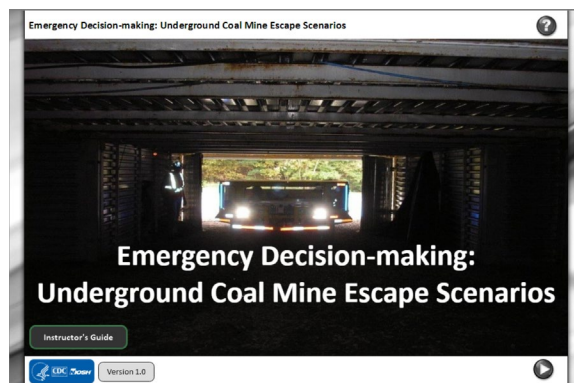 Emergency Decision-making: Underground Coal Mine Escape Scenarios
?
Emergency Decision-making:
Underground Coal Mine Escape Scenarios
Instructor's Guide
CDC NIOSH
Version 1.0